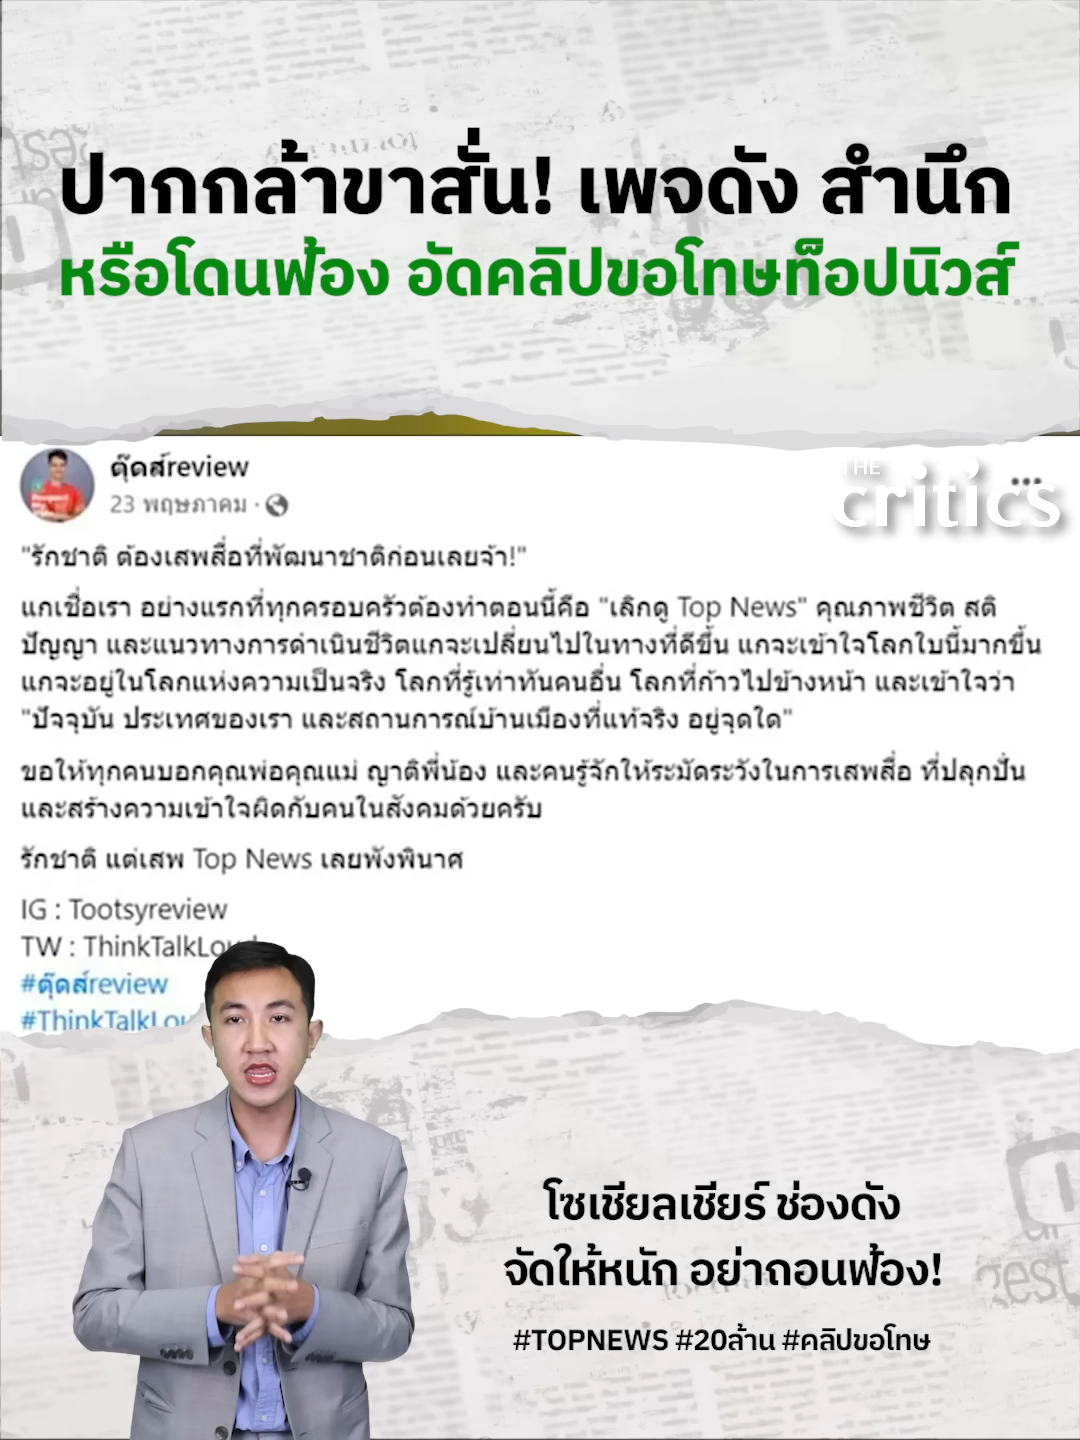 ปากกล้าขาสั่น! เพจดัง สำนึก
หรือโดนฟ้อง อัดคลิปขอโทษท็อปนิวส์
ตุ๊ดส์review
23 พฤษภาคม ·
THE
critics
"รักชาติ ต้องเสพสื่อที่พัฒนาชาติก่อนเลยจ้า!"
แกเชื่อเรา อย่างแรกที่ทุกครอบครัวต้องทำตอนนี้คือ "เลิกดู Top News" คุณภาพชีวิต สติ
ปัญญา และแนวทางการดำเนินชีวิตแกจะเปลี่ยนไปในทางที่ดีขึ้น แกจะเข้าใจโลกใบนี้มากขึ้น
แกจะอยู่ในโลกแห่งความเป็นจริง โลกที่รู้เท่าทันคนอื่น โลกที่ก้าวไปข้างหน้า และเข้าใจว่า
"ปัจจุบัน ประเทศของเรา และสถานการณ์บ้านเมืองที่แท้จริง อยู่จุดใด"
ขอให้ทุกคนบอกคุณพ่อคุณแม่ ญาติพี่น้อง และคนรู้จักให้ระมัดระวังในการเสพสื่อ ที่ปลุกปั่น
และสร้างความเข้าใจผิดกับคนในสังคมด้วยครับ
รักชาติ แต่เสพ Top News เลยพังพินาศ
IG : Tootsyreview
TW : ThinkTalkLoud
#ตุ๊ดส์review
#ThinkTalkLou
โซเชียลเชียร์ ช่องดัง
จัดให้หนัก อย่าถอนฟ้อง!
#TOPNEWS #20ล้าน #คลิปขอโทษ